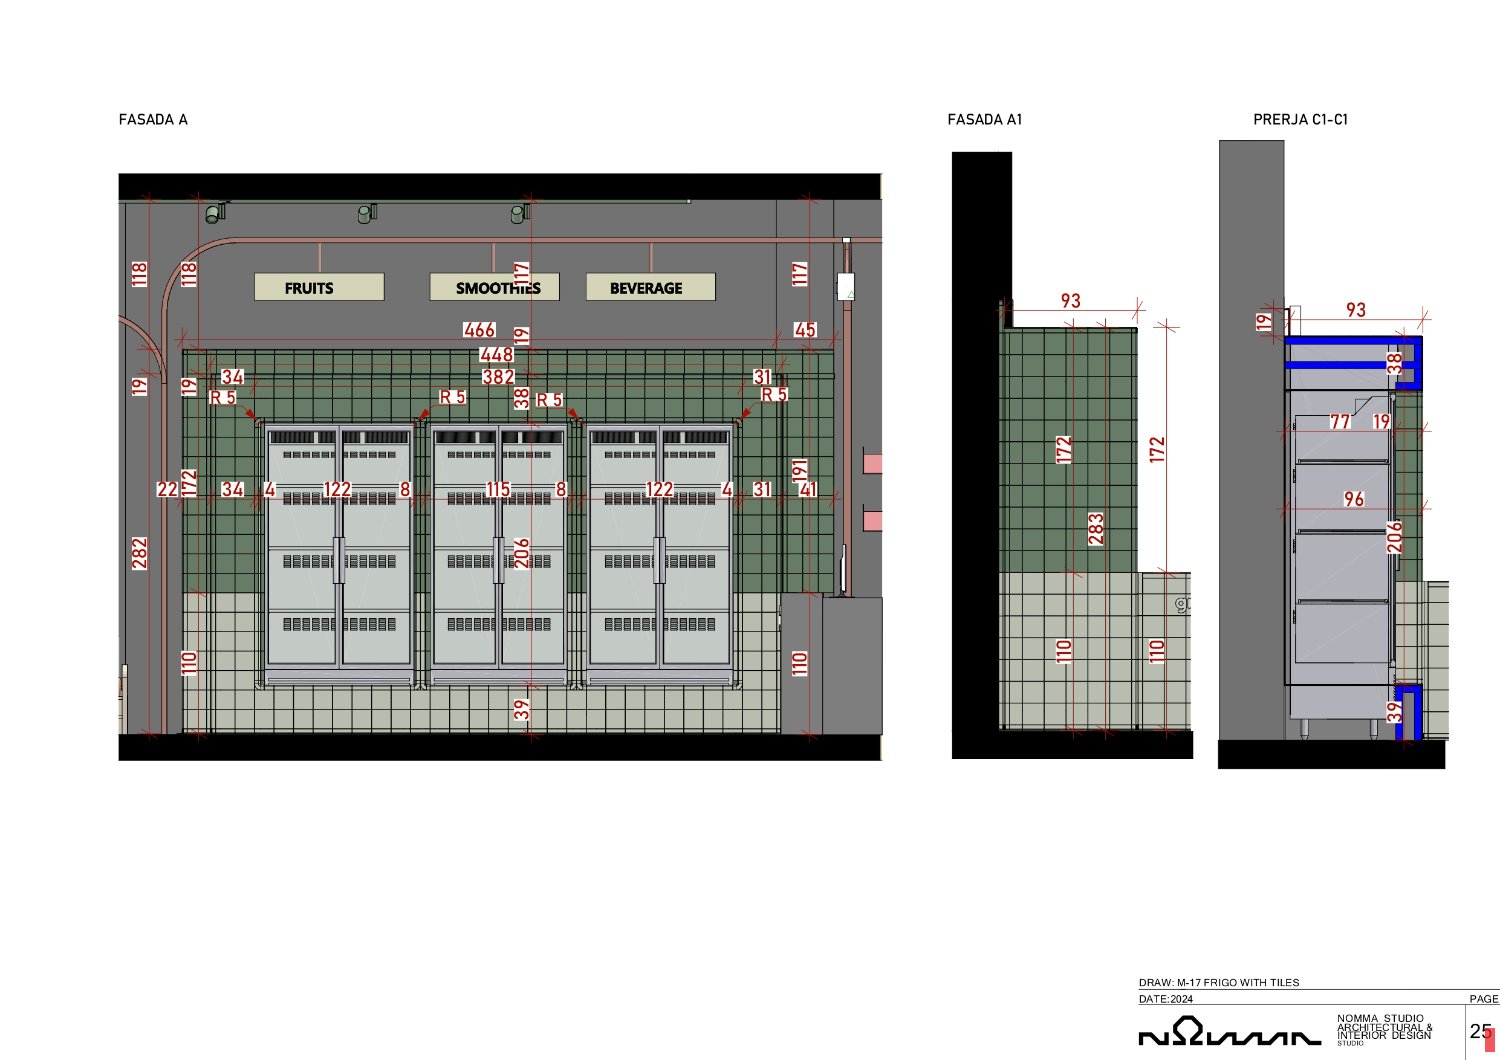 FASADA A
FASADA A1
PRERJA C1-C1
118
118
117
117
FRUITS
SMOOTHIES
BEVERAGE
466
19
45
448
34
382
31
19
19
38
R 5
R 5
R 5
R 5
22
172
34
4
122
8
115
8
122
4
31
191
41
282
206
110
110
39
93
172
172
283
110
110
93
19
38
77
19
96
206
39
DRAW: M-17 FRIGO WITH TILES
DATE:2024
PAGE
NOMMA STUDIO
ARCHITECTURAL &
INTERIOR DESIGN
STUDIO
25